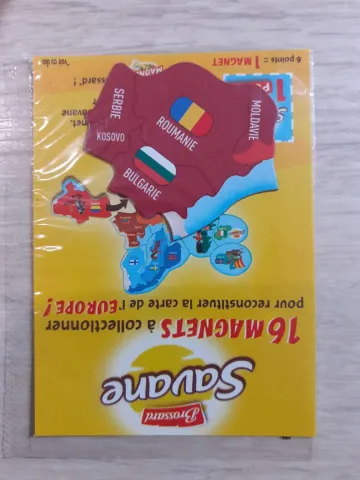 SERBIE
KOSOVO
ROUMANIE
BULGARIE
MOLDAVIE
Brossard
Savane
16 MAGNETS à collectionner
pour reconstituer la carte de l'EUROPE !
6 points = 1 MAGNET